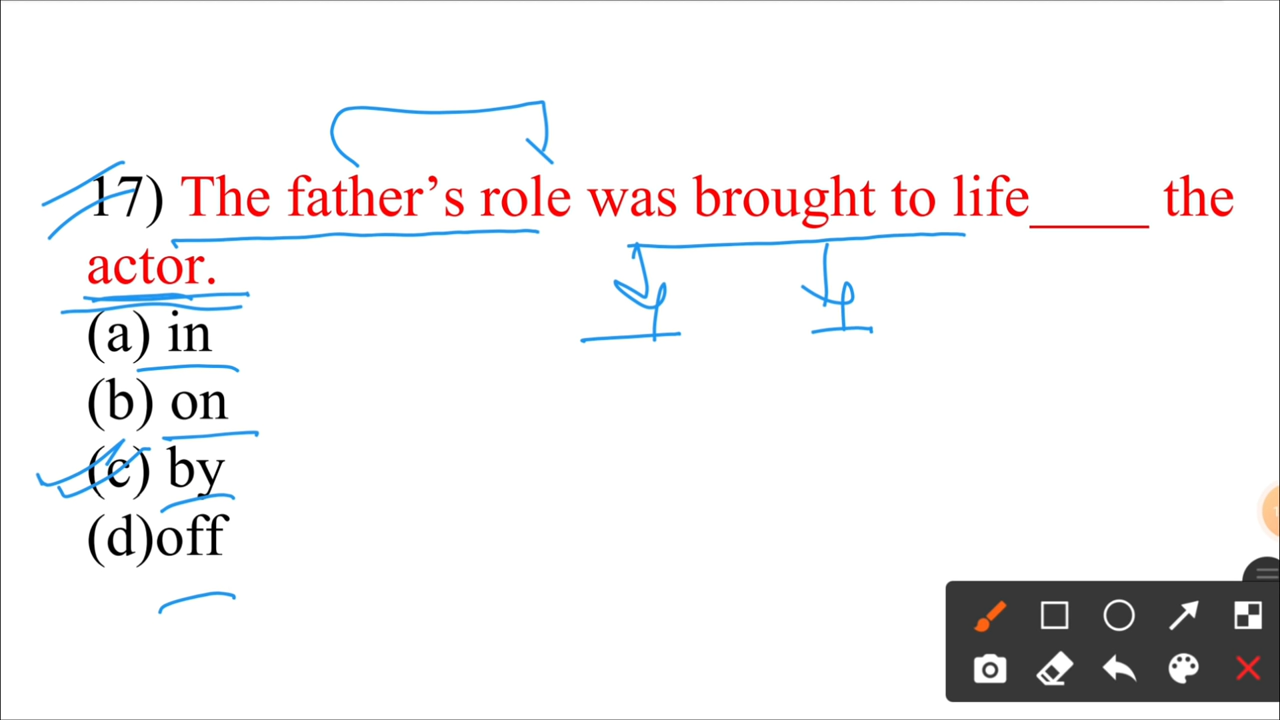 17) The father's role was brought to life_____ the
actor.
(a) in
(b) on
(c) by
(d)off